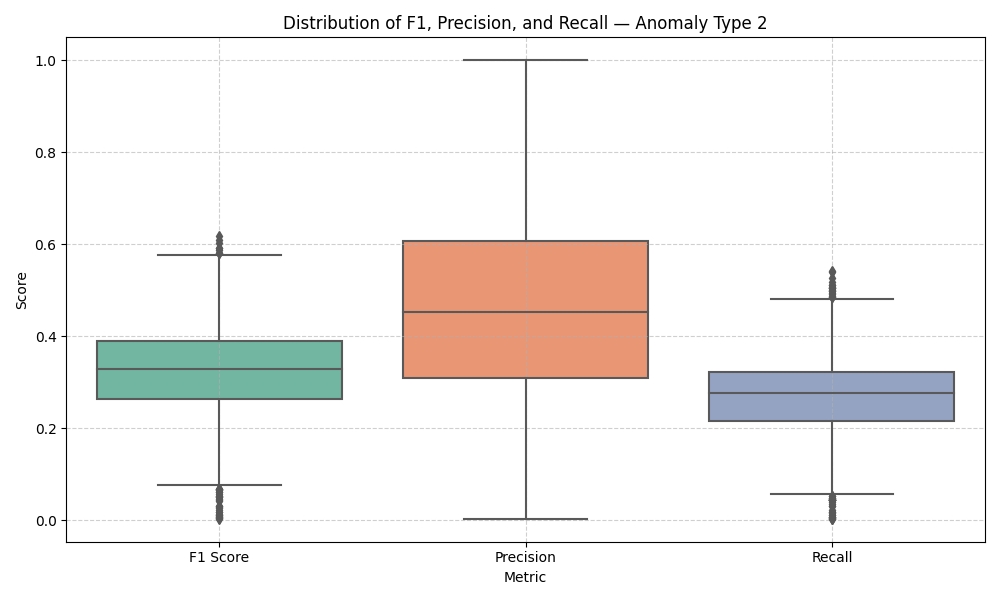 Distribution of F1, Precision, and Recall — Anomaly Type 2
Score
1.0
0.8
0.6
0.4
0.2
0.0
F1 Score
Precision
Recall
Metric